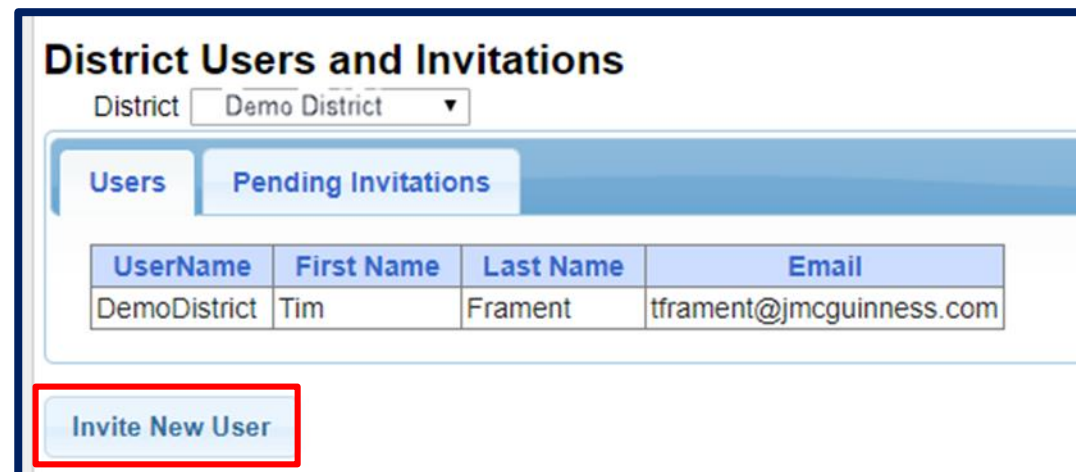 District Users and Invitations
District Demo District
Users Pending Invitations
UserName First Name Last Name Email
DemoDistrict Tim Frament tframent@jmcguinness.com
Invite New User